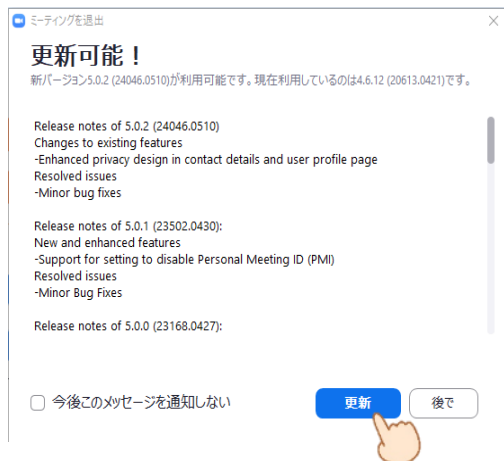 ミーティングを退出
更新可能！
新バージョン5.0.2 (24046.0510)が利用可能です。現在利用しているのは4.6.12 (20613.0421)です。
Release notes of 5.0.2 (24046.0510)
Changes to existing features
-Enhanced privacy design in contact details and user profile page
Resolved issues
-Minor bug fixes
Release notes of 5.0.1 (23502.0430):
New and enhanced features
-Support for setting to disable Personal Meeting ID (PMI)
Resolved issues
-Minor Bug Fixes
Release notes of 5.0.0 (23168.0427):
今後このメッセージを通知しない
更新
後で